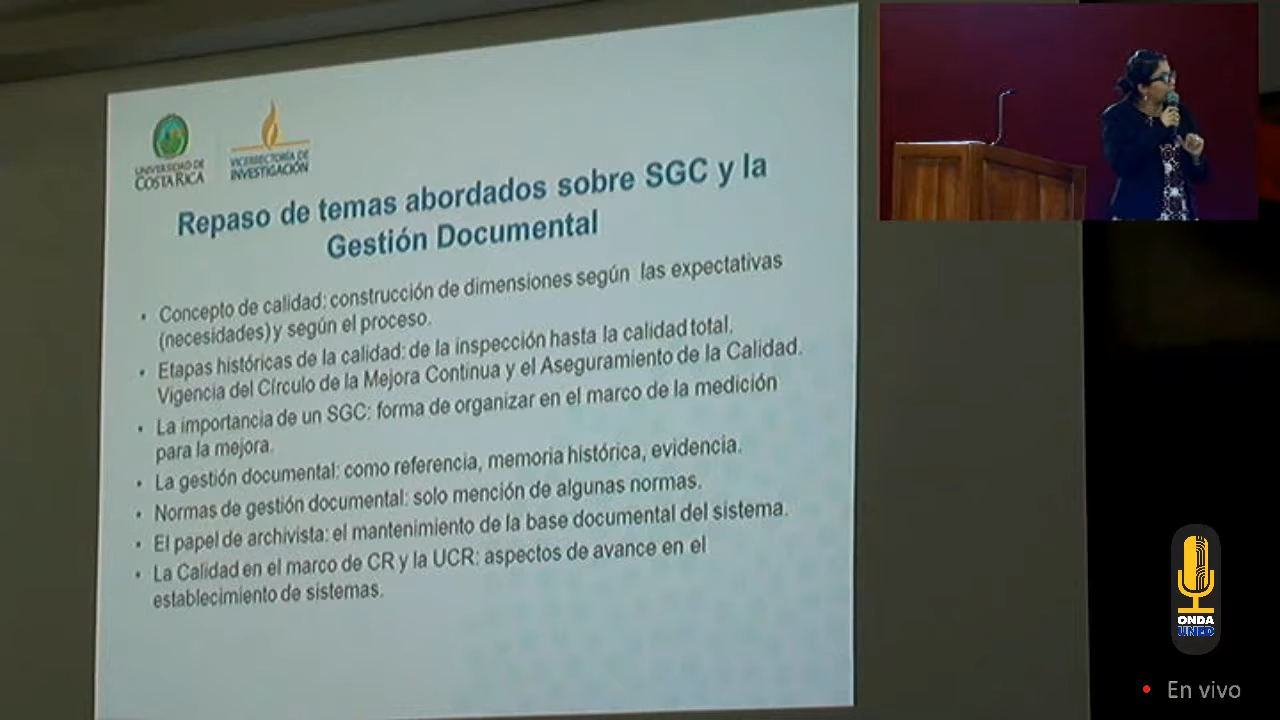 UNIVERSIDAD DE
COSTA RICA
VICERRECTORÍA DE
INVESTIGACIÓN
Repaso de temas abordados sobre SGC y la
Gestión Documental
• Concepto de calidad: construcción de dimensiones según las expectativas
(necesidades) y según el proceso.
• Etapas históricas de la calidad: de la inspección hasta la calidad total.
Vigencia del Círculo de la Mejora Continua y el Aseguramiento de la Calidad.
• La importancia de un SGC: forma de organizar en el marco de la medición
para la mejora.
• La gestión documental: como referencia, memoria histórica, evidencia.
• Normas de gestión documental: solo mención de algunas normas.
• El papel de archivista: el mantenimiento de la base documental del sistema.
• La Calidad en el marco de CR y la UCR: aspectos de avance en el
establecimiento de sistemas.
ONDA
UNED
• En vivo